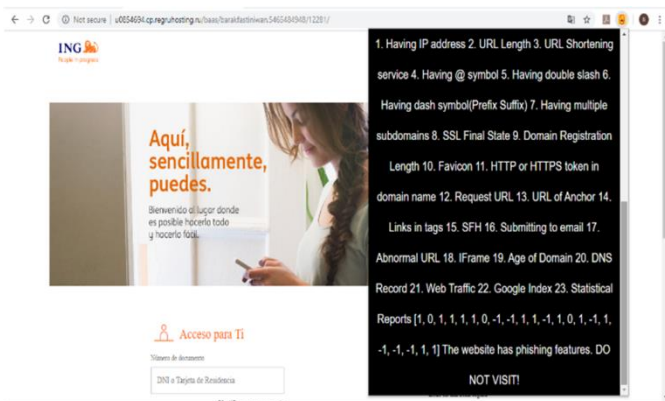 Not secure | u0854694.cp.regruhosting.ru/baas/barakfastiniwan.5465484948/12281/
ING
People in progress
Aquí,
sencillamente,
puedes.
Bienvenido al lugar donde
es posible hacerlo todo
y hacerlo fácil.
Acceso para Ti
Número de documento
DNI o Tarjeta de Residencia
1. Having IP address 2. URL Length 3. URL Shortening
service 4. Having @ symbol 5. Having double slash 6.
Having dash symbol(Prefix Suffix) 7. Having multiple
subdomains 8. SSL Final State 9. Domain Registration
Length 10. Favicon 11. HTTP or HTTPS token in
domain name 12. Request URL 13. URL of Anchor 14.
Links in tags 15. SFH 16. Submitting to email 17.
Abnormal URL 18. IFrame 19. Age of Domain 20. DNS
Record 21. Web Traffic 22. Google Index 23. Statistical
Reports [1, 0, 1, 1, 1, 1, 0, -1, -1, 1, 1, -1, 1, 0, 1, -1, 1,
-1, -1, -1, 1, 1] The website has phishing features. DO
NOT VISIT!